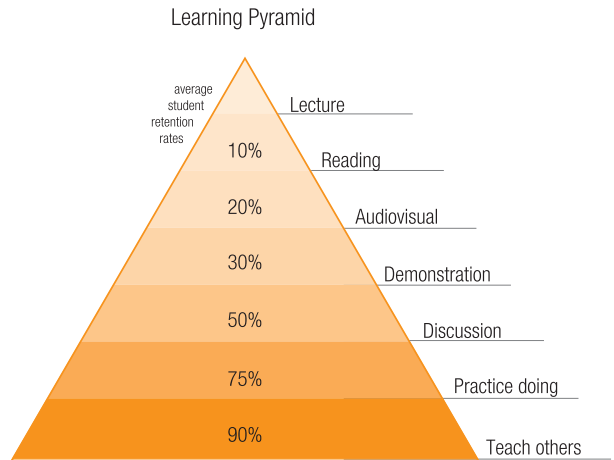 Learning Pyramid
average
student
retention
rates
Lecture
10%
Reading
20%
Audiovisual
30%
Demonstration
50%
Discussion
75%
Practice doing
90%
Teach others